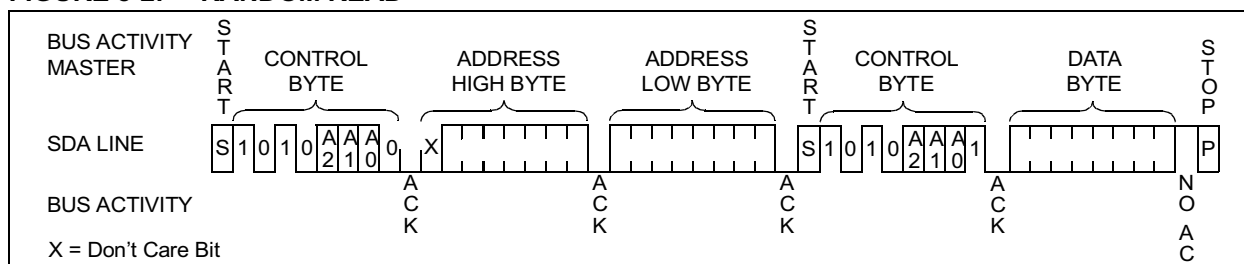 BUS ACTIVITY
MASTER
START
CONTROL
BYTE
ADDRESS
HIGH BYTE
ADDRESS
LOW BYTE
START
CONTROL
BYTE
DATA
BYTE
STOP
SDA LINE
S 1 0 1 0 A2 A1 A0 0 X S 1 0 1 0 A2 A1 A0 1 P
BUS ACTIVITY
ACK
ACK
ACK
ACK
NO AC
X = Don't Care Bit